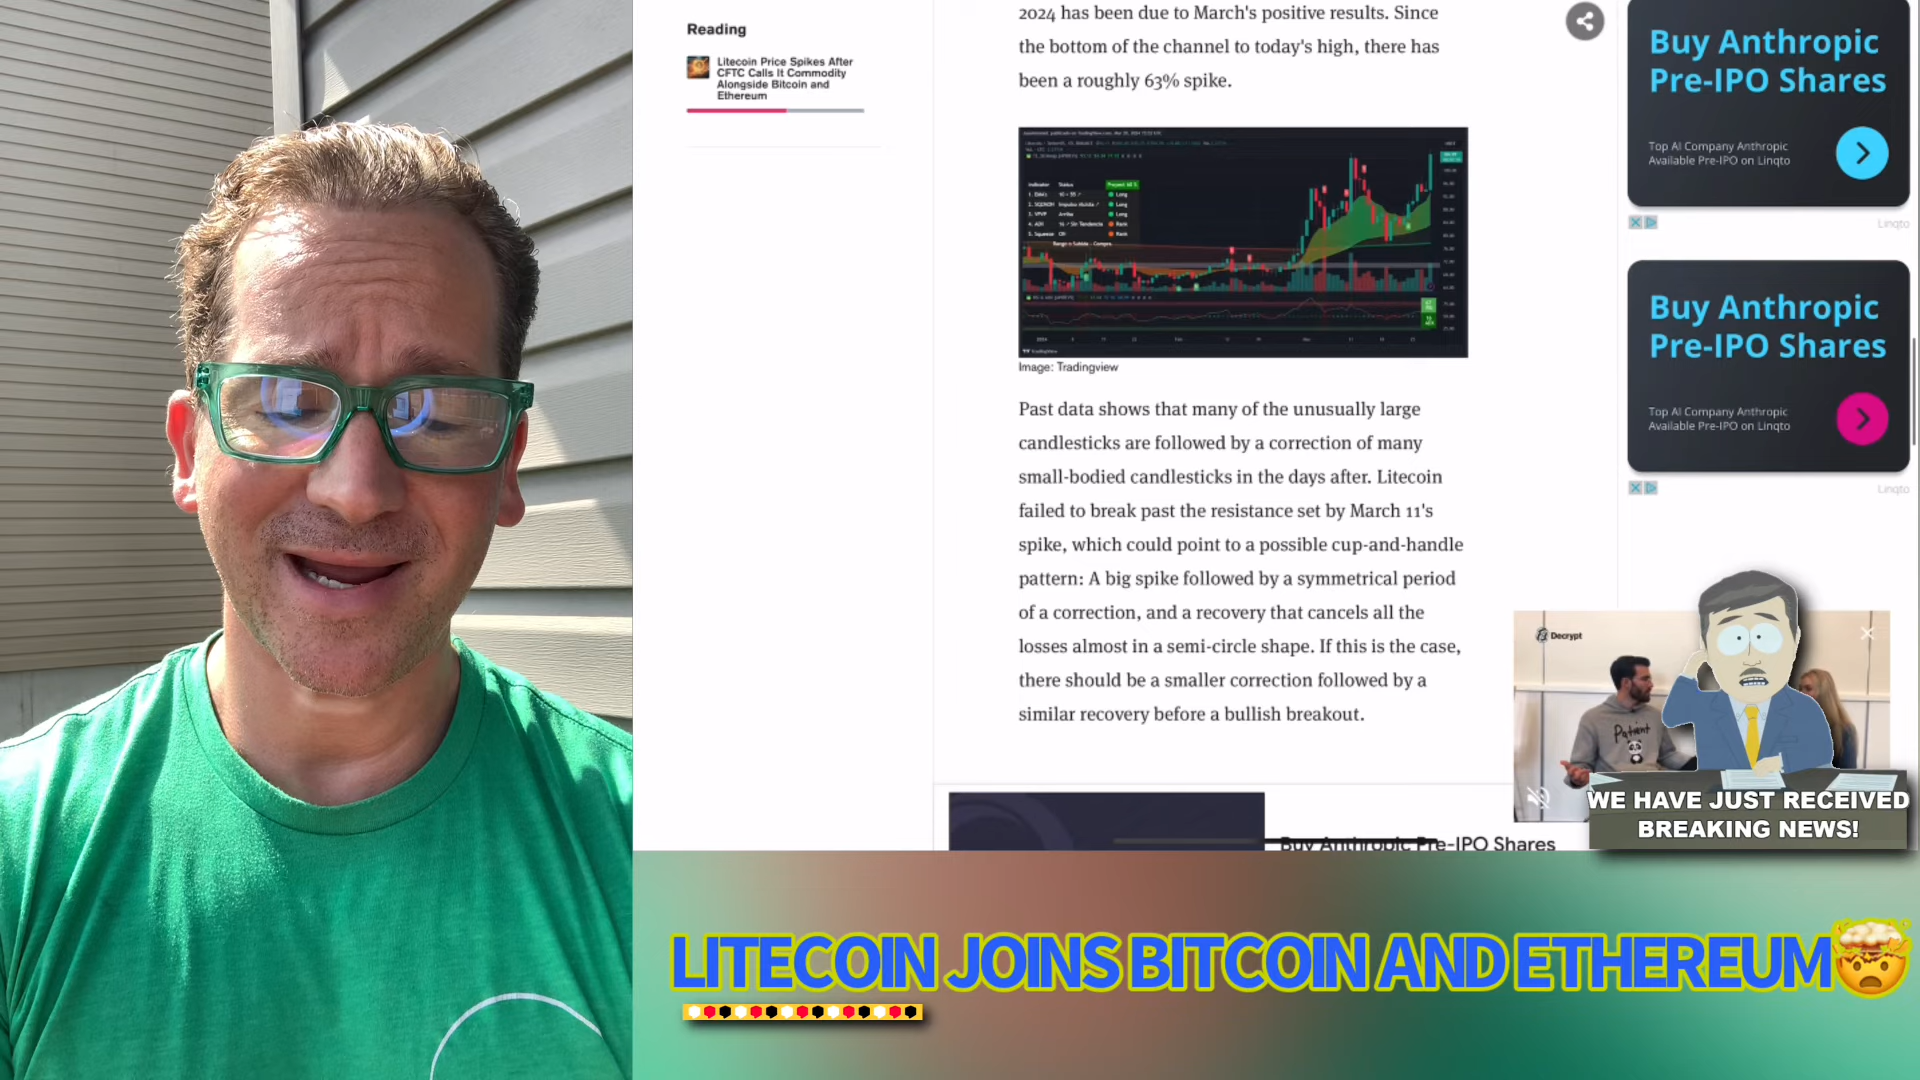 Reading
Litecoin Price Spikes After
CFTC Calls It Commodity
Alongside Bitcoin and
Ethereum
2024 has been due to March's positive results. Since
the bottom of the channel to today's high, there has
been a roughly 63% spike.
Indicator Status
Long
Long
Long
Image: Tradingview
Past data shows that many of the unusually large
candlesticks are followed by a correction of many
small-bodied candlesticks in the days after. Litecoin
failed to break past the resistance set by March 11's
spike, which could point to a possible cup-and-handle
pattern: A big spike followed by a symmetrical period
of a correction, and a recovery that cancels all the
losses almost in a semi-circle shape. If this is the case,
there should be a smaller correction followed by a
similar recovery before a bullish breakout.
Buy Anthropic Pre-IPO Shares
Buy Anthropic
Pre-IPO Shares
Top AI Company Anthropic
Available Pre-IPO on Linqto
Linqto
Buy Anthropic
Pre-IPO Shares
Top AI Company Anthropic
Available Pre-IPO on Linqto
Linqto
Decrypt
Patient
WE HAVE JUST RECEIVED
BREAKING NEWS!
LITECOIN JOINS BITCOIN AND ETHEREUM🤯